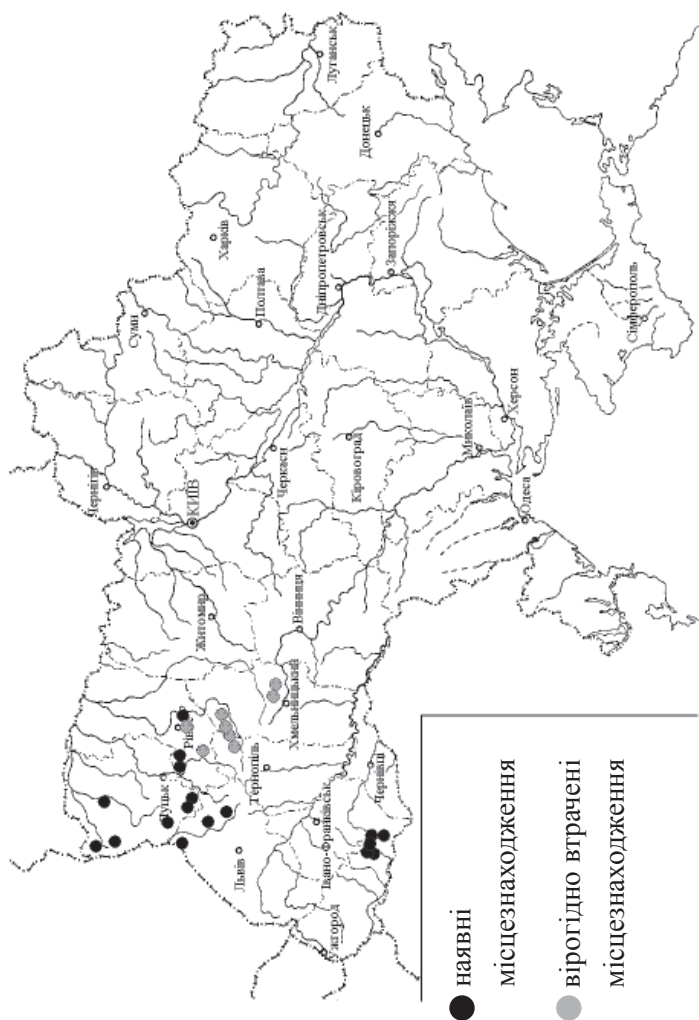 Чернігів
Суми
Луцьк
Рів
Житомир
КИЇВ
Харків
Полтава
Луганськ
Львів
Тернопіль
Хмельницький
Вінниця
Черкаси
Ужгород
Івано-Франківськ
Чернівці
Кіровоград
Дніпропетровськ
Запоріжжя
Донецьк
Миколаїв
Херсон
Одеса
Сімферополь
наявні
місцезнаходження
вірогідно втрачені
місцезнаходження